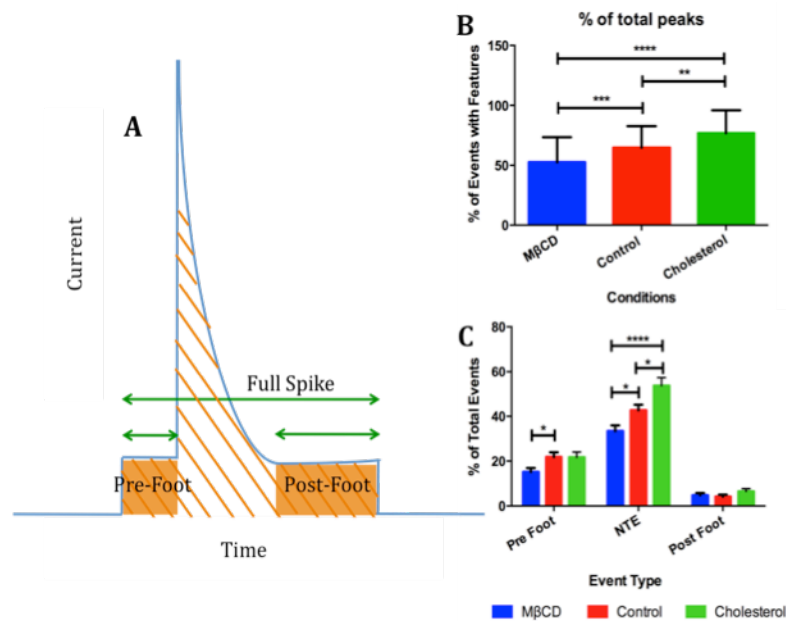 A
Current
Full Spike
Pre-Foot
Post-Foot
Time
B
% of total peaks
% of Events with Features
150
100
50
0
****
**
***
MβCD
Control
Cholesterol
Conditions
C
% of Total Events
80
60
40
20
0
*
****
*
*
Pre Foot
NTE
Post Foot
Event Type
MβCD
Control
Cholesterol